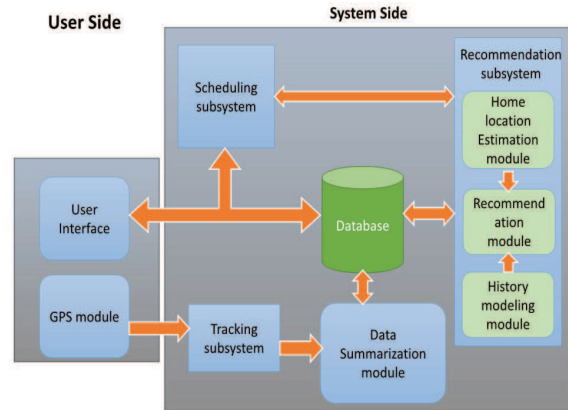 User Side
System Side
Scheduling
subsystem
Recommendation
subsystem
Home
location
Estimation
module
Recommend
ation
module
History
modeling
module
User
Interface
Database
GPS module
Tracking
subsystem
Data
Summarization
module